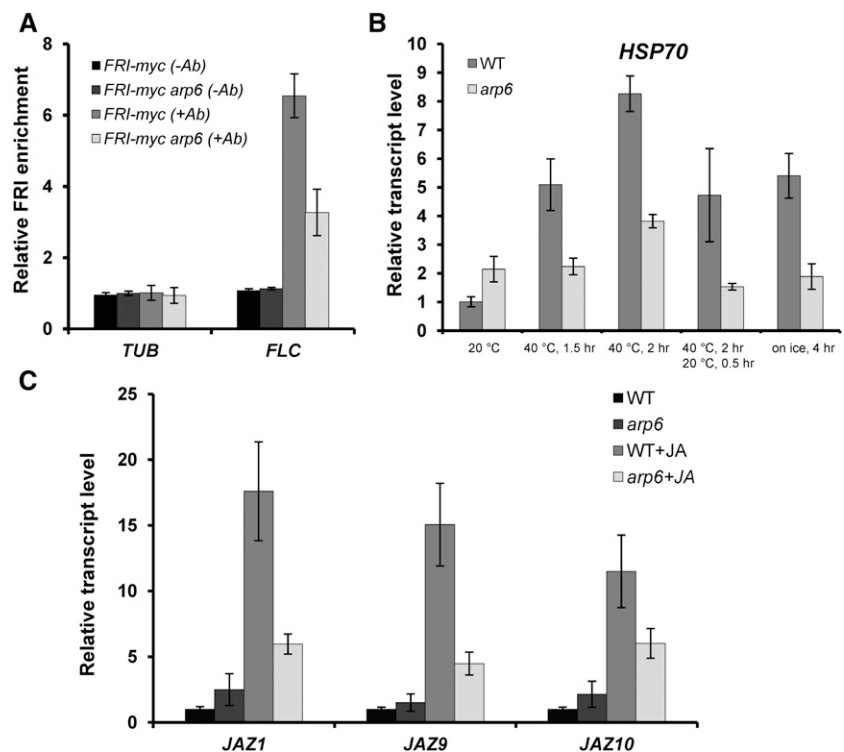 A
Relative FRI enrichment
8
6
4
2
0
FRI-myc (-Ab)
FRI-myc arp6 (-Ab)
FRI-myc (+Ab)
FRI-myc arp6 (+Ab)
TUB
FLC
B
HSP70
Relative transcript level
10
9
8
7
6
5
4
3
2
1
0
WT
arp6
20 °C
40 °C, 1.5 hr
40 °C, 2 hr
40 °C, 2 hr
20 °C, 0.5 hr
on ice, 4 hr
C
Relative transcript level
25
20
15
10
5
0
WT
arp6
WT+JA
arp6+JA
JAZ1
JAZ9
JAZ10